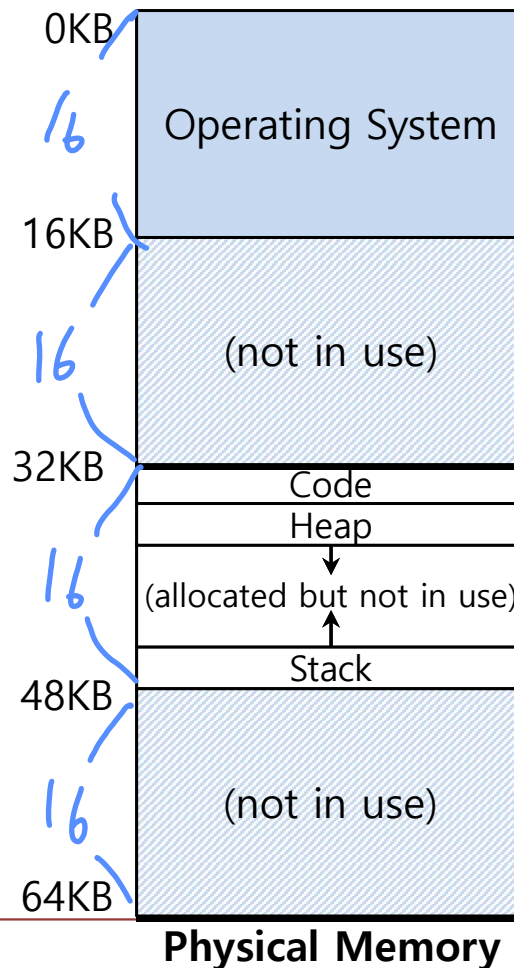 0KB
16
Operating System
16KB
16
(not in use)
32KB
Code
Heap
16
(allocated but not in use)
Stack
48KB
16
(not in use)
64KB
Physical Memory